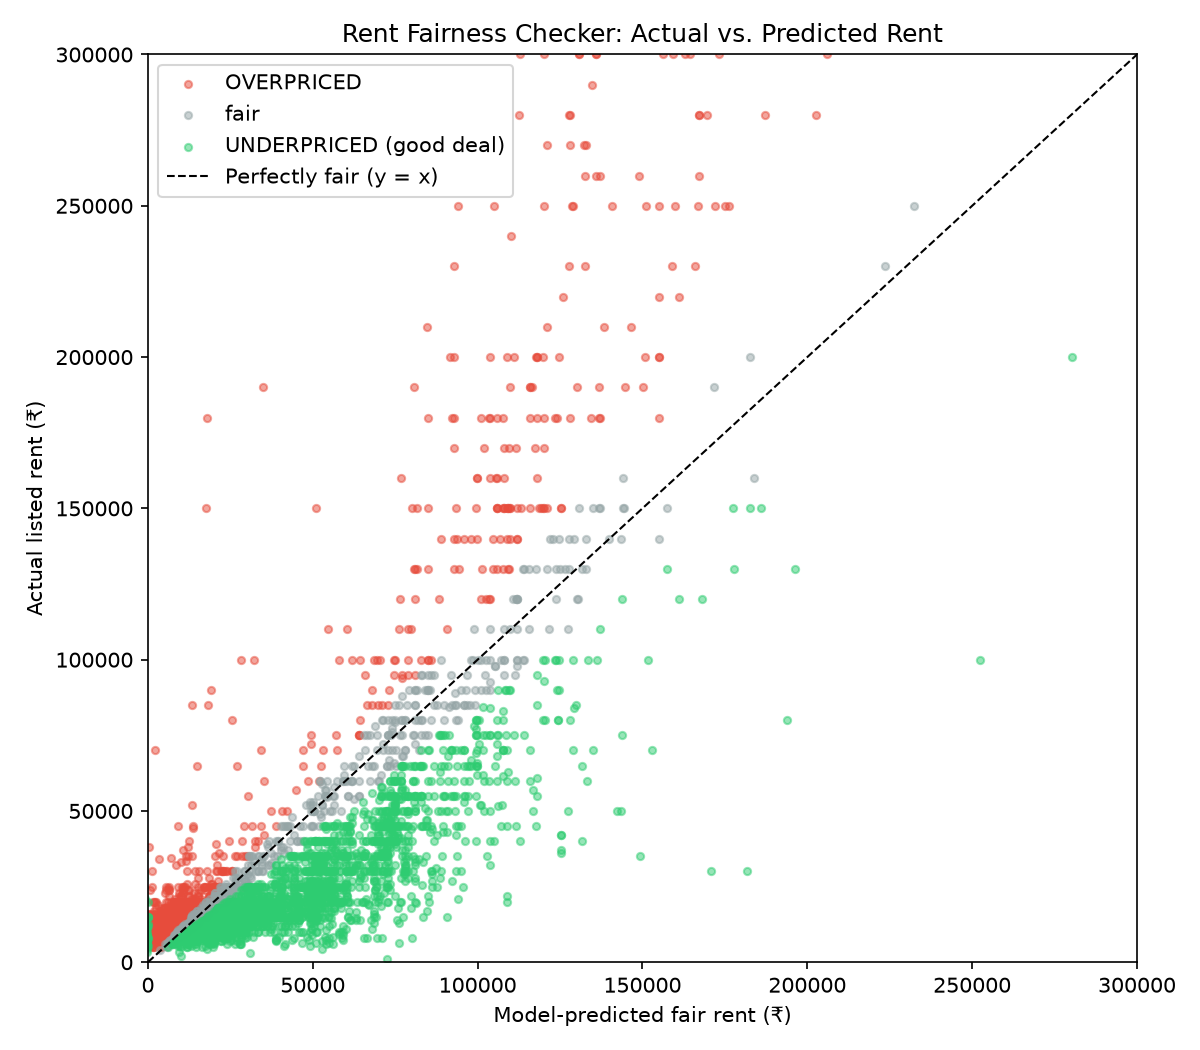 Rent Fairness Checker: Actual vs. Predicted Rent
300000
250000
200000
150000
100000
50000
0
Actual listed rent (₹)
OVERPRICED
fair
UNDERPRICED (good deal)
Perfectly fair (y = x)
0 50000 100000 150000 200000 250000 300000
Model-predicted fair rent (₹)